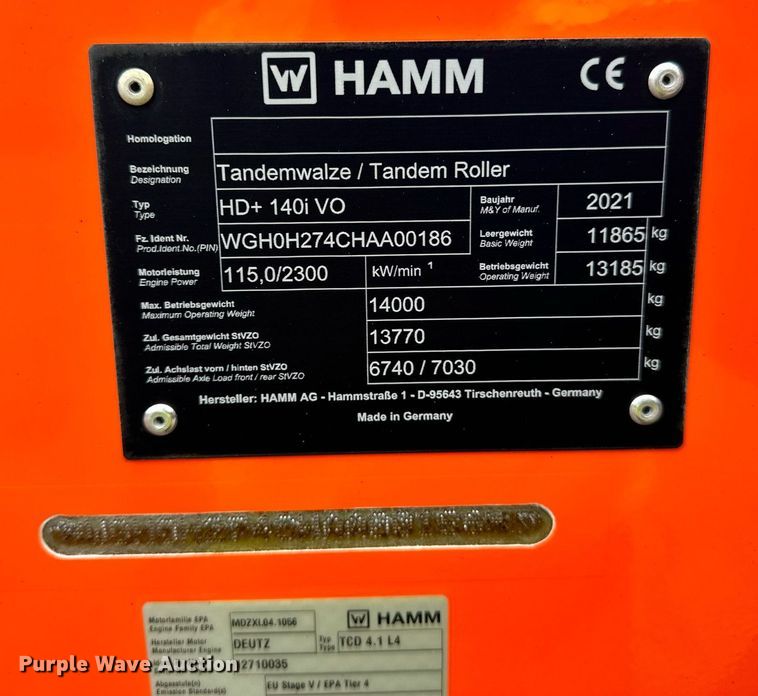 W HAMM CE
Homologation
Bezeichnung
Designation
Tandemwalze / Tandem Roller
Typ
Type
HD+ 140i VO
Baujahr
M&Y of Manuf.
2021
Fz. Ident Nr.
Prod.Ident.No.(PIN)
WGH0H274CHAA00186
Leergewicht
Basic Weight
11865 kg
Motorleistung
Engine Power
115,0/2300 kW/min ¹
Betriebsgewicht
Operating Weight
13185 kg
Max. Betriebsgewicht
Maximum Operating Weight
14000 kg
Zul. Gesamtgewicht StVZO
Admissible Total Weight StVZO
13770 kg
Zul. Achslast vorn / hinten StVZO
Admissible Axle Load front / rear StVZO
6740 / 7030 kg
Hersteller: HAMM AG - Hammstraße 1 - D-95643 Tirschenreuth - Germany
Made in Germany
Motorfamilie EPA
Engine Family EPA
MDZXL04.1056
W HAMM
Hersteller Motor
Manufacturer Engine
DEUTZ
Typ
Type
TCD 4.1 L4
2710035
Abgasstufe(n)
Emission Standard(s)
EU Stage V / EPA Tier 4
Purple Wave Auction